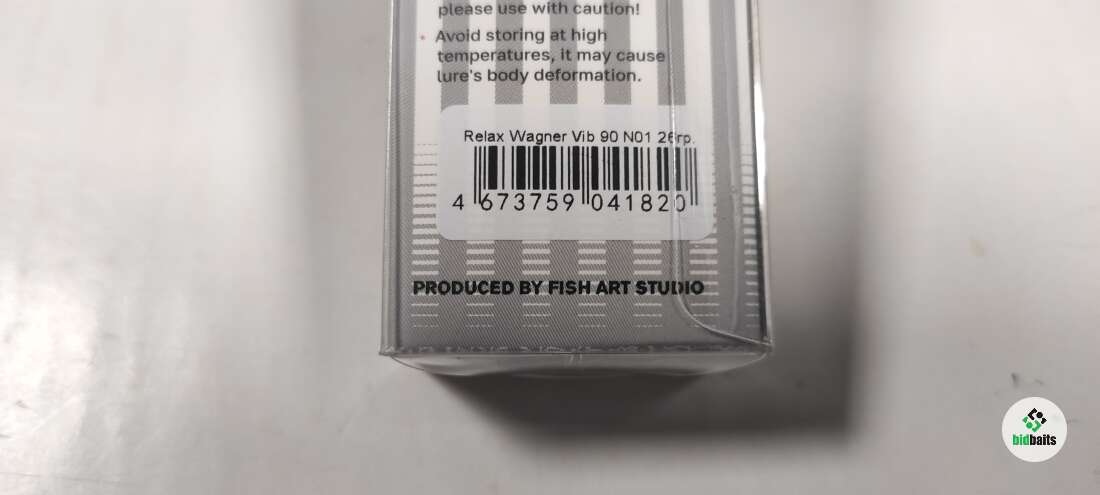 please use with caution!
Avoid storing at high
temperatures, it may cause
lure's body deformation.
Relax Wagner Vib 90 N01 26гр.
4 673759 041820
PRODUCED BY FISH ART STUDIO
bidbaits